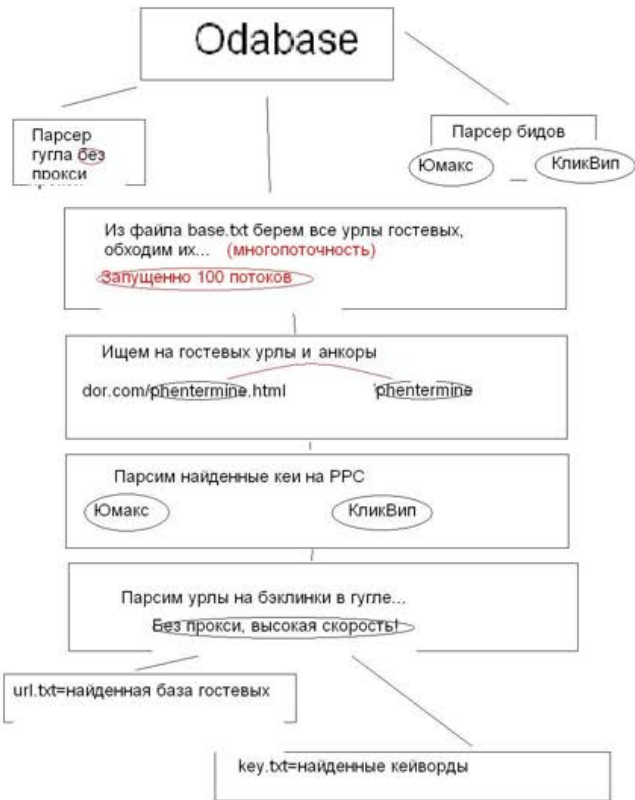 Odabase
Парсер
гугла без
прокси
Парсер бидов
Юмакс КликВип
Из файла base.txt берем все урлы гостевых,
обходим их... (многопоточность)
Запущенно 100 потоков
Ищем на гостевых урлы и анкоры
dor.com/phentermine.html phentermine
Парсим найденные кеи на PPC
Юмакс КликВип
Парсим урлы на бэклинки в гугле...
Без прокси, высокая скорость!
url.txt=найденная база гостевых
key.txt=найденные кейворды